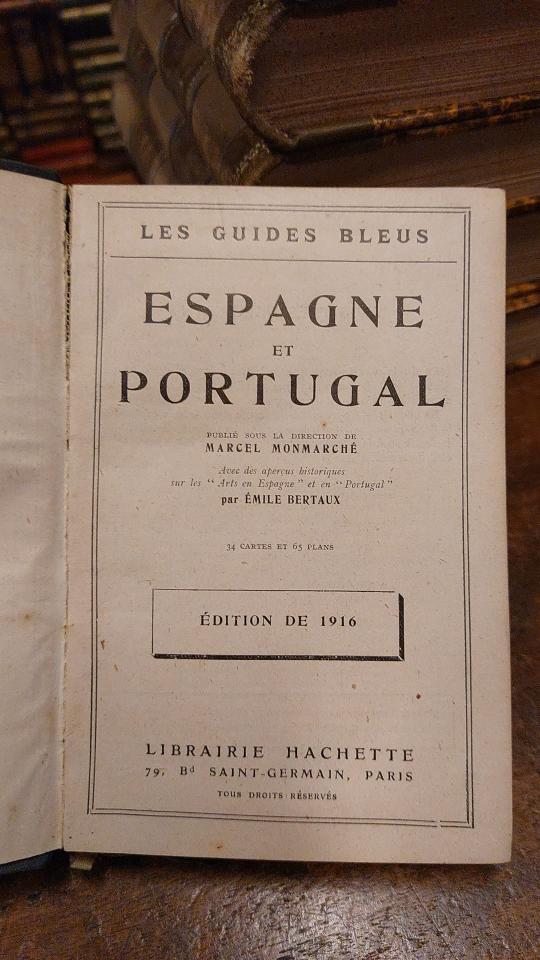 LES GUIDES BLEUS
ESPAGNE
ET
PORTUGAL
PUBLIÉ SOUS LA DIRECTION DE
MARCEL MONMARCHÉ
Avec des aperçus historiques
sur les "Arts en Espagne" et en "Portugal"
par ÉMILE BERTAUX
34 CARTES ET 65 PLANS
ÉDITION DE 1916
LIBRAIRIE HACHETTE
79, Bd SAINT-GERMAIN, PARIS
TOUS DROITS RÉSERVÉS